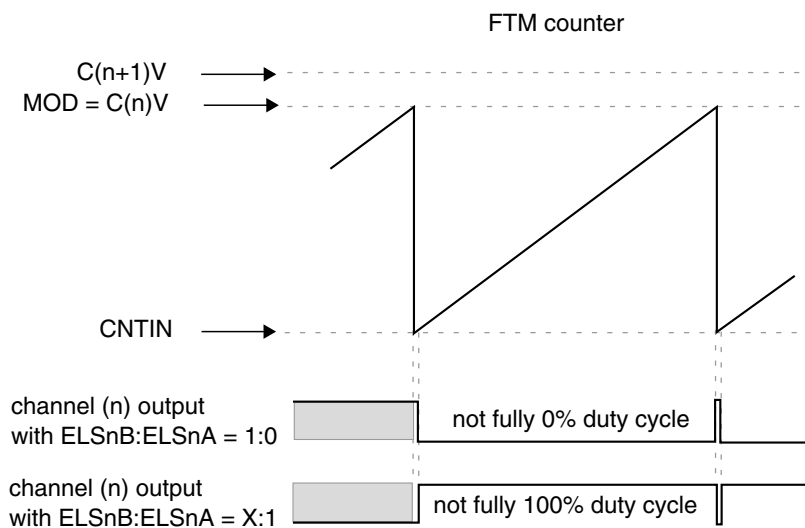 FTM counter
C(n+1)V
MOD = C(n)V
CNTIN
channel (n) output
with ELSnB:ELSnA = 1:0
not fully 0% duty cycle
channel (n) output
with ELSnB:ELSnA = X:1
not fully 100% duty cycle